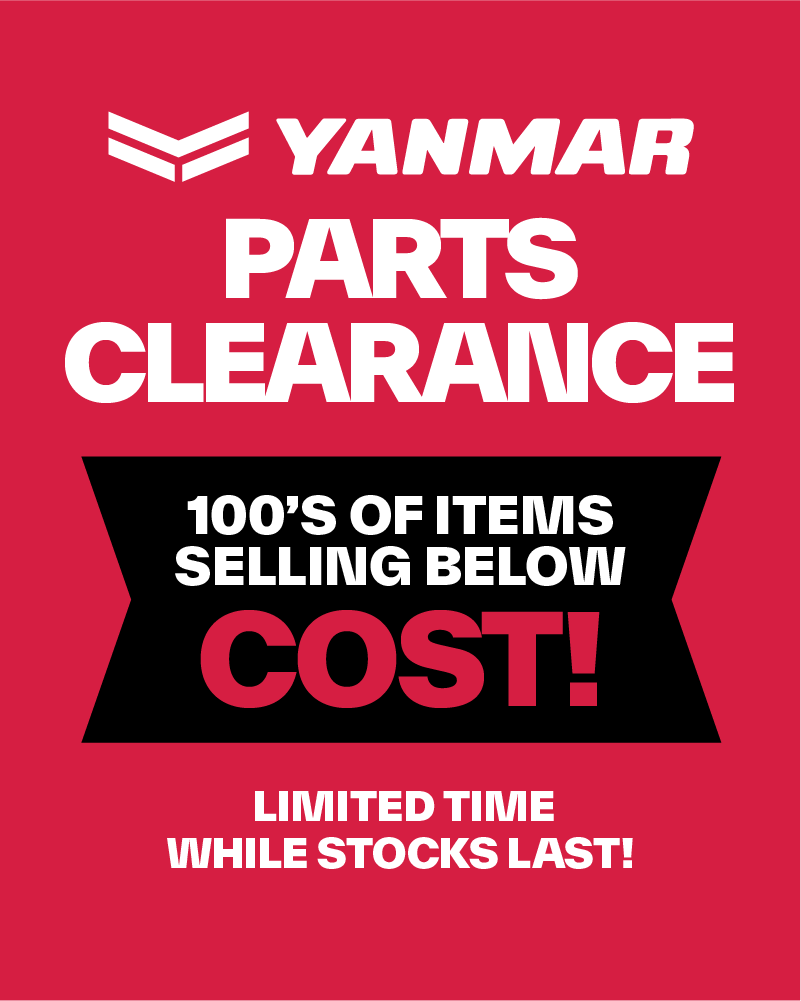 YANMAR
PARTS
CLEARANCE
100’S OF ITEMS
SELLING BELOW
COST!
LIMITED TIME
WHILE STOCKS LAST!